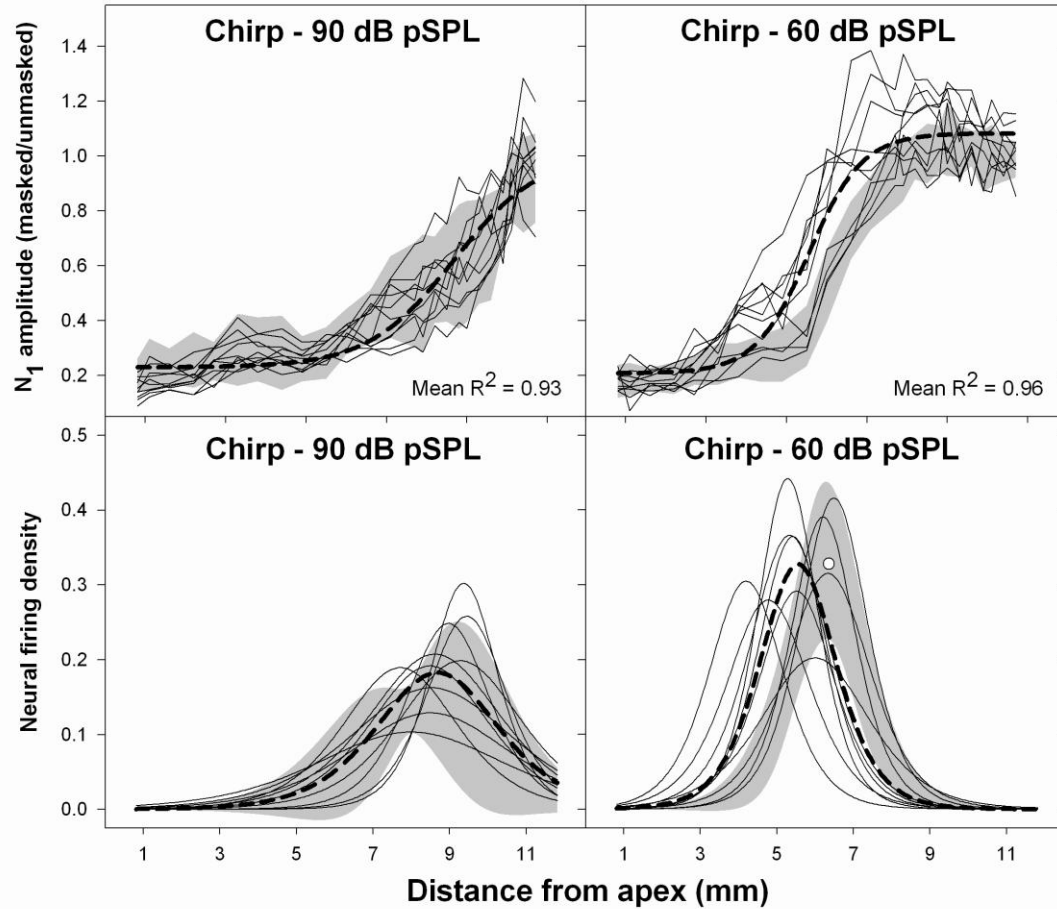 Chirp - 90 dB pSPL
Chirp - 60 dB pSPL
N1 amplitude (masked/unmasked)
1.4
1.2
1.0
0.8
0.6
0.4
0.2
Mean R² = 0.93
Mean R² = 0.96
Chirp - 90 dB pSPL
Chirp - 60 dB pSPL
Neural firing density
0.5
0.4
0.3
0.2
0.1
0.0
1 3 5 7 9 11
1 3 5 7 9 11
Distance from apex (mm)